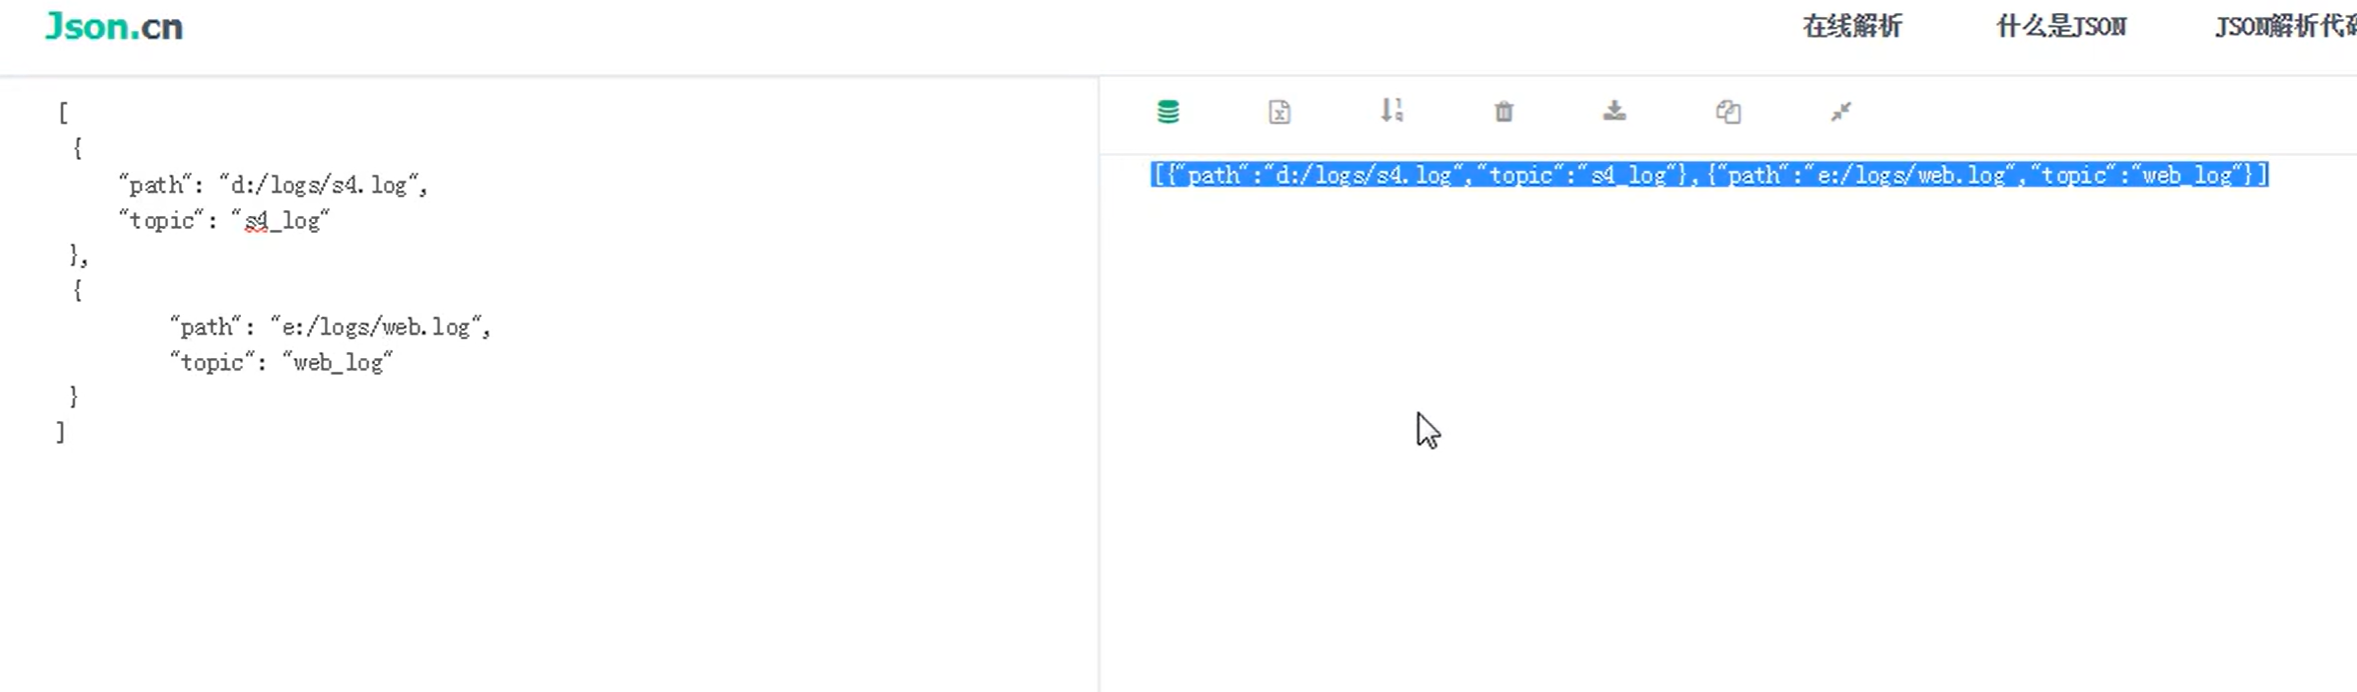 Json.cn
在线解析
什么是JSON
JSON解析代码
[
{
"path": "d:/logs/s4.log",
"topic": "s4_log"
},
{
"path": "e:/logs/web.log",
"topic": "web_log"
}
]
[{"path":"d:/logs/s4.log","topic":"s4_log"},{"path":"e:/logs/web.log","topic":"web_log"}]